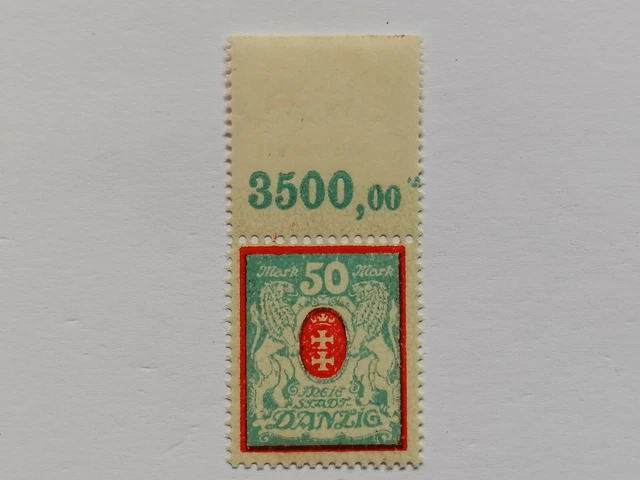 3500,00
Mark 50 Mark
FREIE
STADT
DANZIG